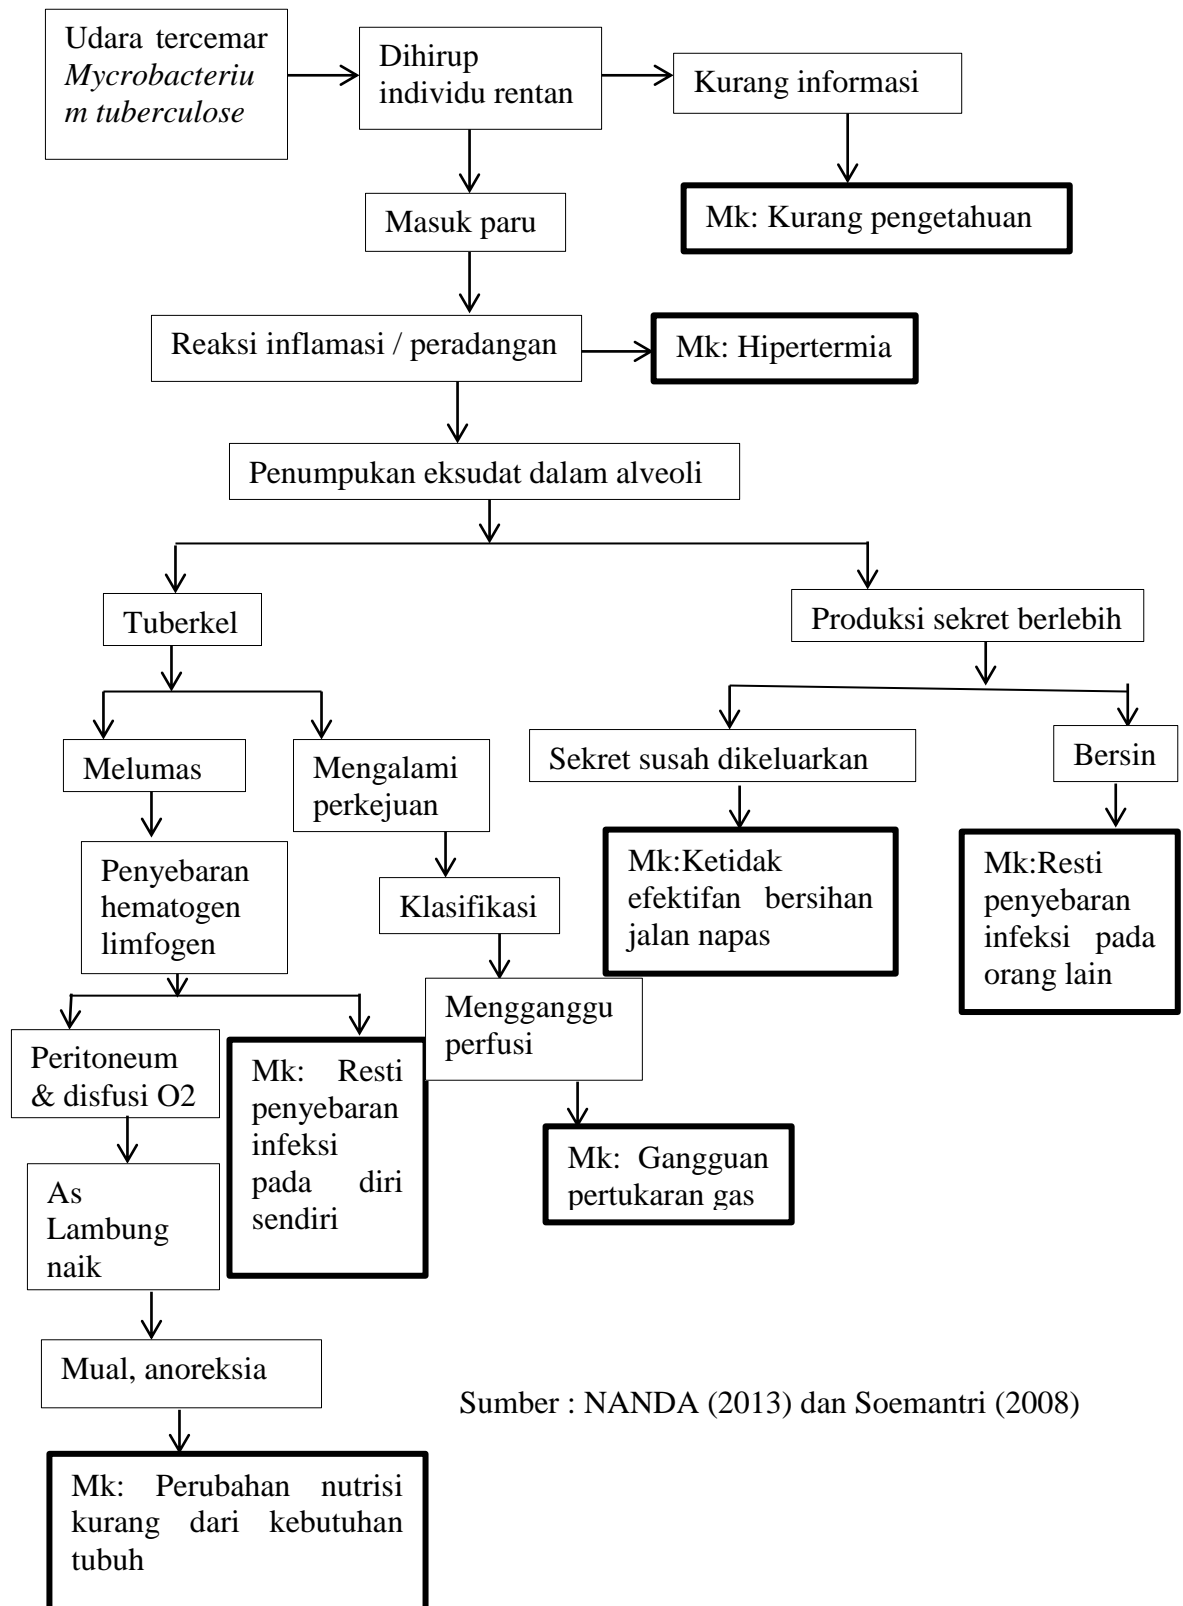 Udara tercemar
Mycrobacteriu
m tuberculose
Dihirup
individu rentan
Kurang informasi
Masuk paru
Mk: Kurang pengetahuan
Reaksi inflamasi / peradangan
Mk: Hipertermia
Penumpukan eksudat dalam alveoli
Tuberkel
Produksi sekret berlebih
Melumas
Mengalami
perkejuan
Sekret susah dikeluarkan
Bersin
Penyebaran
hematogen
limfogen
Klasifikasi
Mk:Ketidak
efektifan bersihan
jalan napas
Mk:Resti
penyebaran
infeksi pada
orang lain
Mengganggu
perfusi
Peritoneum
& disfusi O2
Mk: Resti
penyebaran
infeksi
pada diri
sendiri
Mk: Gangguan
pertukaran gas
As
Lambung
naik
Mual, anoreksia
Sumber : NANDA (2013) dan Soemantri (2008)
Mk: Perubahan nutrisi
kurang dari kebutuhan
tubuh